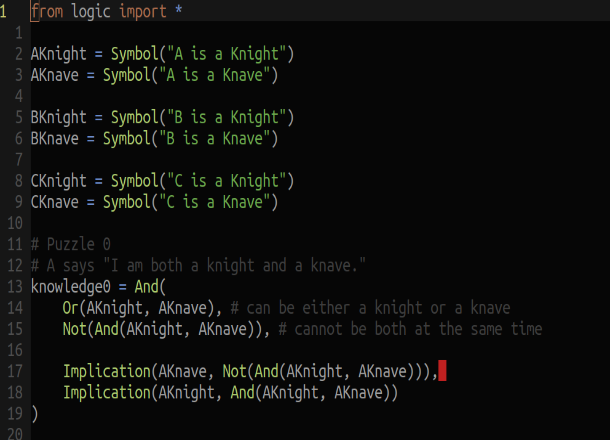 1 from logic import *
1
2 AKnight = Symbol("A is a Knight")
3 AKnave = Symbol("A is a Knave")
4
5 BKnight = Symbol("B is a Knight")
6 BKnave = Symbol("B is a Knave")
7
8 CKnight = Symbol("C is a Knight")
9 CKnave = Symbol("C is a Knave")
10
11 # Puzzle 0
12 # A says "I am both a knight and a knave."
13 knowledge0 = And(
14     Or(AKnight, AKnave), # can be either a knight or a knave
15     Not(And(AKnight, AKnave)), # cannot be both at the same time
16
17     Implication(AKnave, Not(And(AKnight, AKnave))),
18     Implication(AKnight, And(AKnight, AKnave))
19 )
20